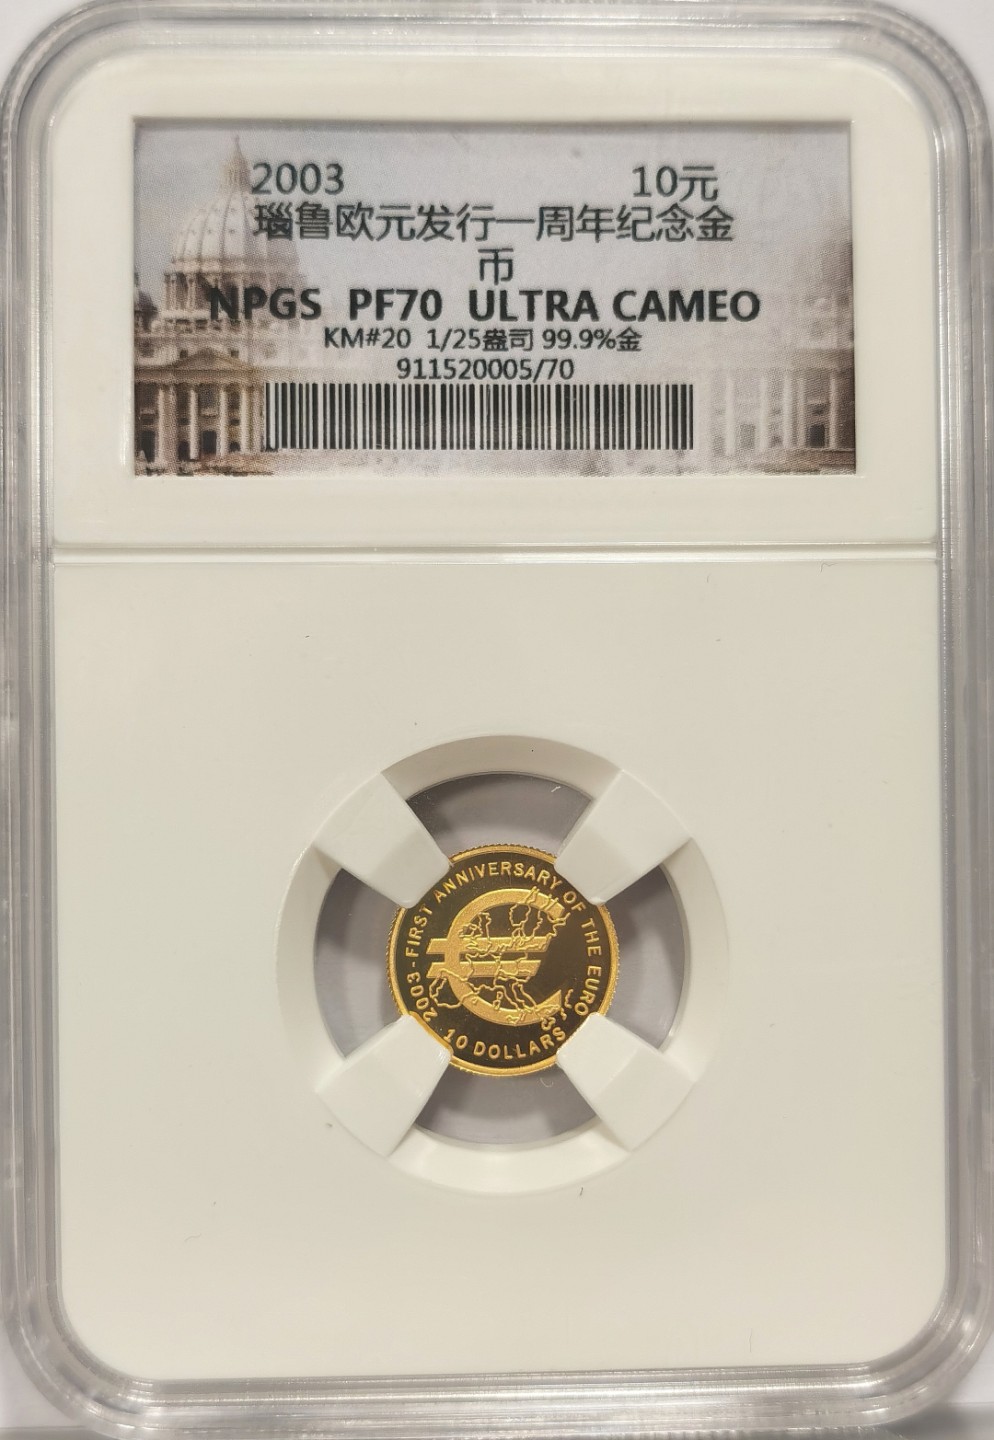 2003 10元
瑙鲁欧元发行一周年纪念金
币
NPGS PF70 ULTRA CAMEO
KM#20 1/25盎司 99.9%金
911520005/70
2003-FIRST ANNIVERSARY OF THE EURO
10 DOLLARS